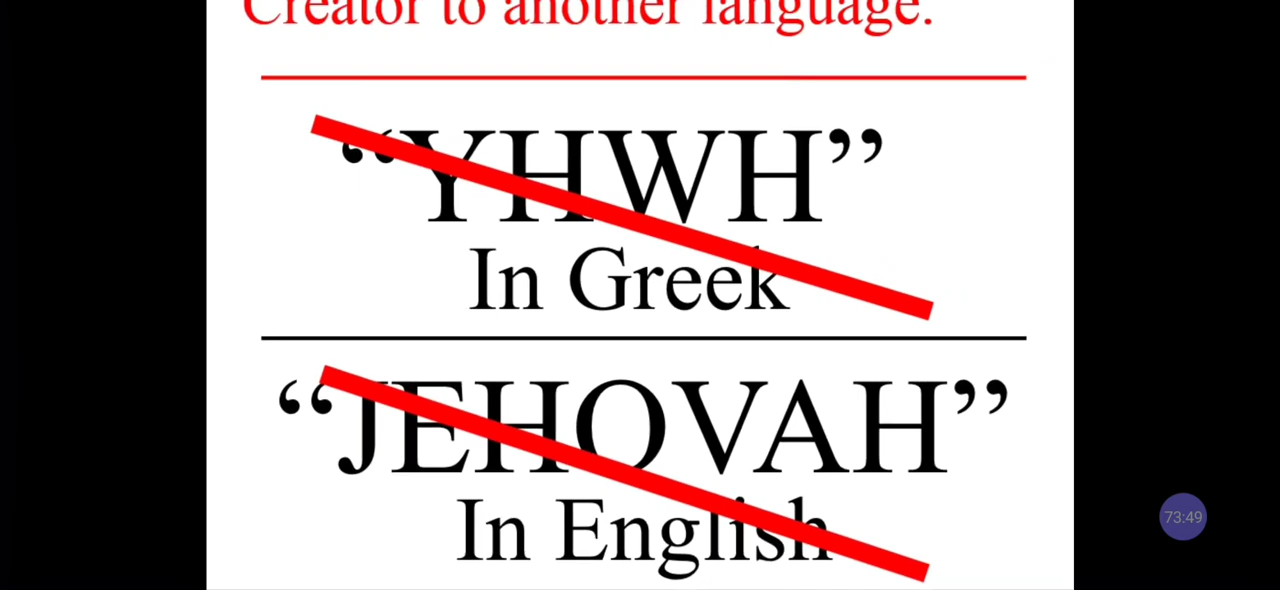 Creator to another language.
“YHWH”
In Greek
“JEHOVAH”
In English
73:49